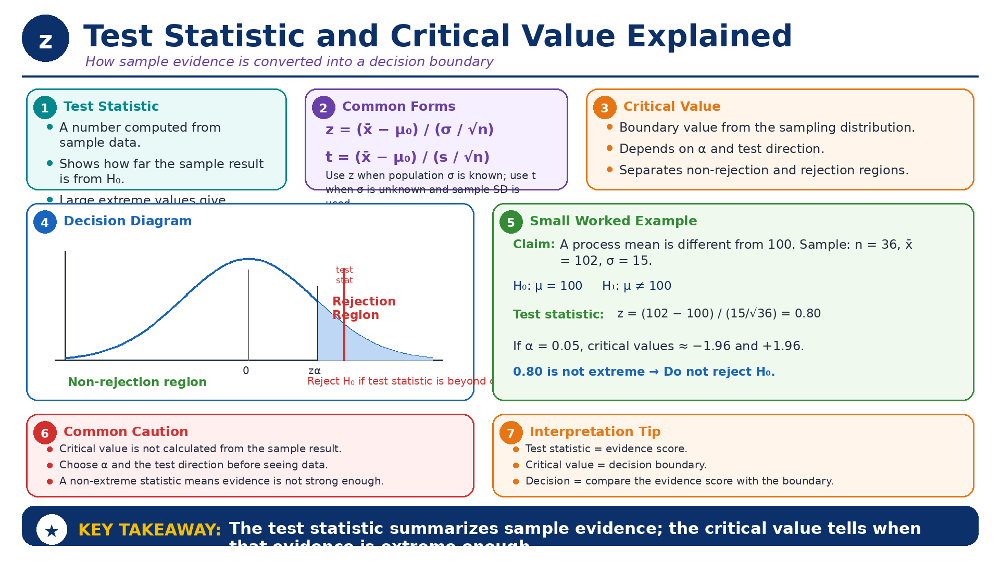 z
Test Statistic and Critical Value Explained
How sample evidence is converted into a decision boundary
1 Test Statistic
• A number computed from
sample data.
• Shows how far the sample result
is from H₀.
• Large extreme values give
2 Common Forms
z = (x̄ − μ₀) / (σ / √n)
t = (x̄ − μ₀) / (s / √n)
Use z when population σ is known; use t
when σ is unknown and sample SD is
used
3 Critical Value
• Boundary value from the sampling distribution.
• Depends on α and test direction.
• Separates non-rejection and rejection regions.
4 Decision Diagram
test
stat
Rejection
Region
0
zα
Non-rejection region
Reject H₀ if test statistic is beyond
5 Small Worked Example
Claim: A process mean is different from 100. Sample: n = 36, x̄
= 102, σ = 15.
H₀: μ = 100 H₁: μ ≠ 100
Test statistic: z = (102 − 100) / (15/√36) = 0.80
If α = 0.05, critical values ≈ −1.96 and +1.96.
0.80 is not extreme → Do not reject H₀.
6 Common Caution
• Critical value is not calculated from the sample result.
• Choose α and the test direction before seeing data.
• A non-extreme statistic means evidence is not strong enough.
7 Interpretation Tip
• Test statistic = evidence score.
• Critical value = decision boundary.
• Decision = compare the evidence score with the boundary.
★ KEY TAKEAWAY: The test statistic summarizes sample evidence; the critical value tells when
that evidence is extreme enough